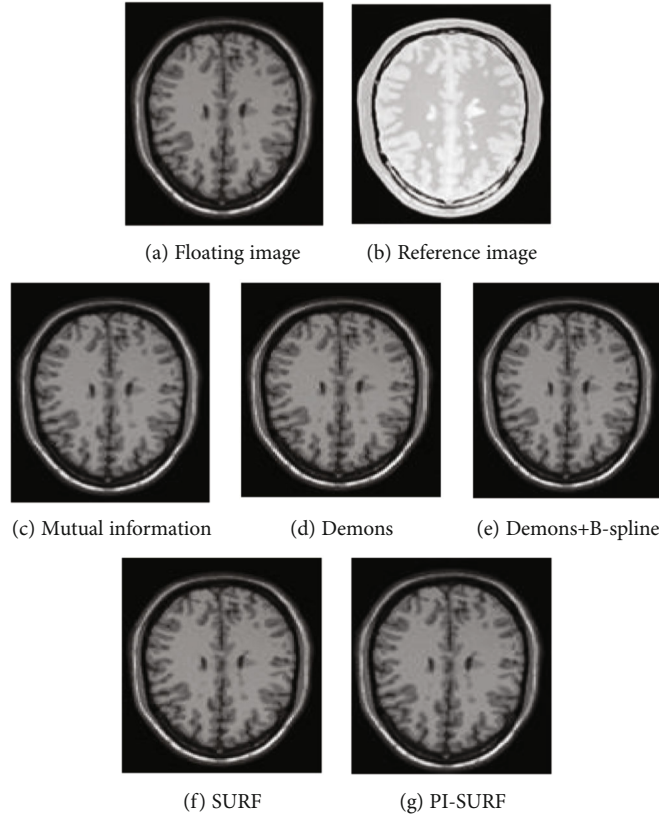 (a) Floating image
(b) Reference image
(c) Mutual information
(d) Demons
(e) Demons+B-spline
(f) SURF
(g) PI-SURF